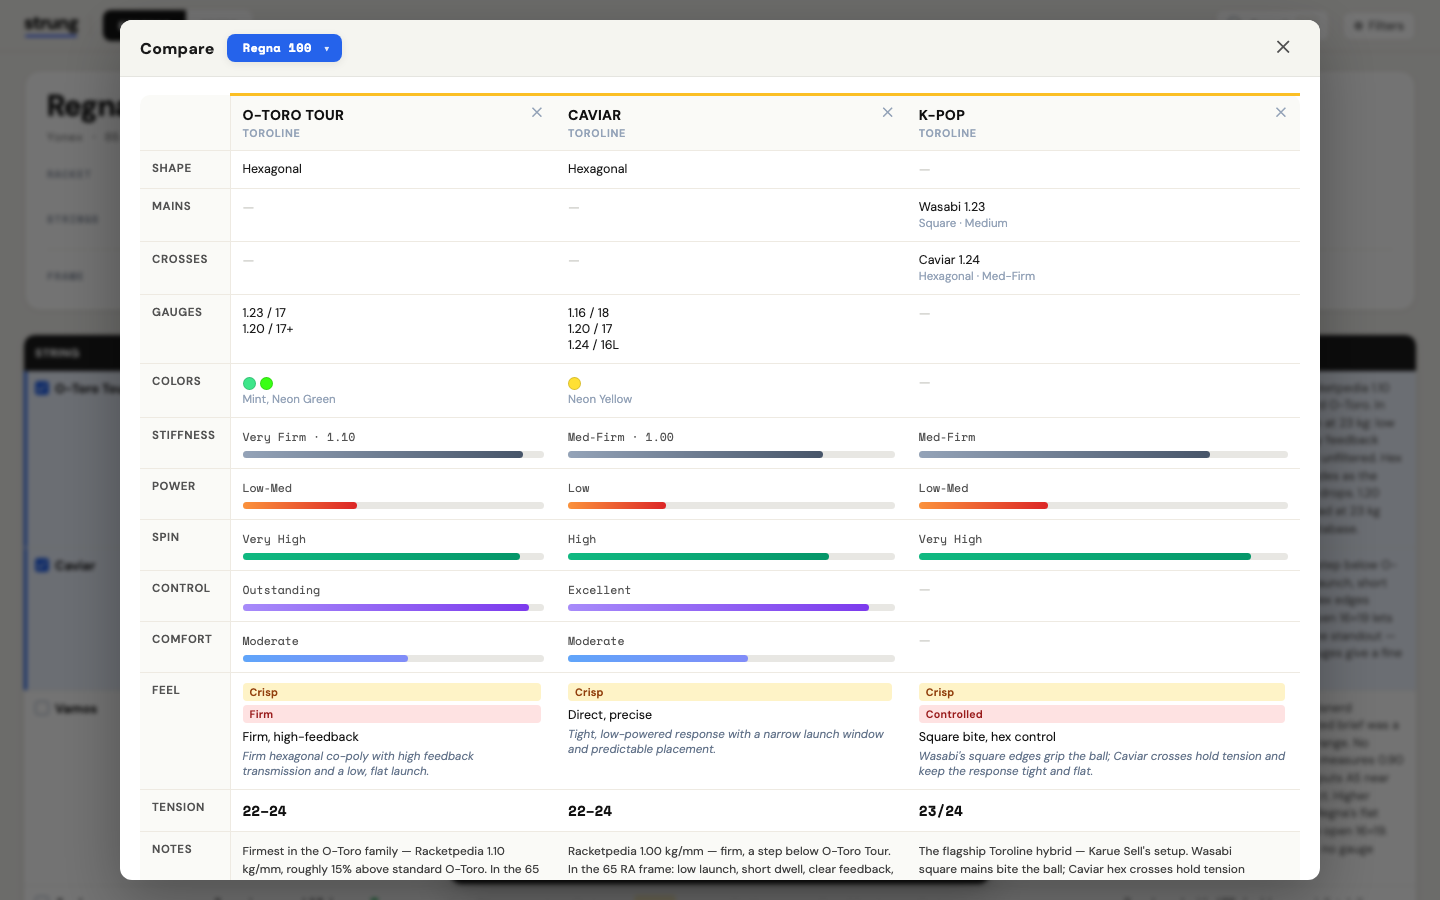 strung
Filters
Compare
Regna 100 ▾
O-TORO TOUR
TOROLINE
CAVIAR
TOROLINE
K-POP
TOROLINE
SHAPE
Hexagonal
Hexagonal
—
MAINS
—
—
Wasabi 1.23
Square · Medium
CROSSES
—
—
Caviar 1.24
Hexagonal · Med-Firm
GAUGES
1.23 / 17
1.20 / 17+
1.16 / 18
1.20 / 17
1.24 / 16L
—
COLORS
Mint, Neon Green
Neon Yellow
—
STIFFNESS
Very Firm · 1.10
Med-Firm · 1.00
Med-Firm
POWER
Low-Med
Low
Low-Med
SPIN
Very High
High
Very High
CONTROL
Outstanding
Excellent
—
COMFORT
Moderate
Moderate
—
FEEL
Crisp
Firm
Firm, high-feedback
Firm hexagonal co-poly with high feedback
transmission and a low, flat launch.
Crisp
Direct, precise
Tight, low-powered response with a narrow launch window
and predictable placement.
Crisp
Controlled
Square bite, hex control
Wasabi's square edges grip the ball; Caviar crosses hold tension and
keep the response tight and flat.
TENSION
22–24
22–24
23/24
NOTES
Firmest in the O-Toro family — Racketpedia 1.10
kg/mm, roughly 15% above standard O-Toro. In the 65
Racketpedia 1.00 kg/mm — firm, a step below O-Toro Tour.
In the 65 RA frame: low launch, short dwell, clear feedback,
The flagship Toroline hybrid — Karue Sell's setup. Wasabi
square mains bite the ball; Caviar hex crosses hold tension
Regna
STRING
O-Toro Tou
Caviar
Vamos